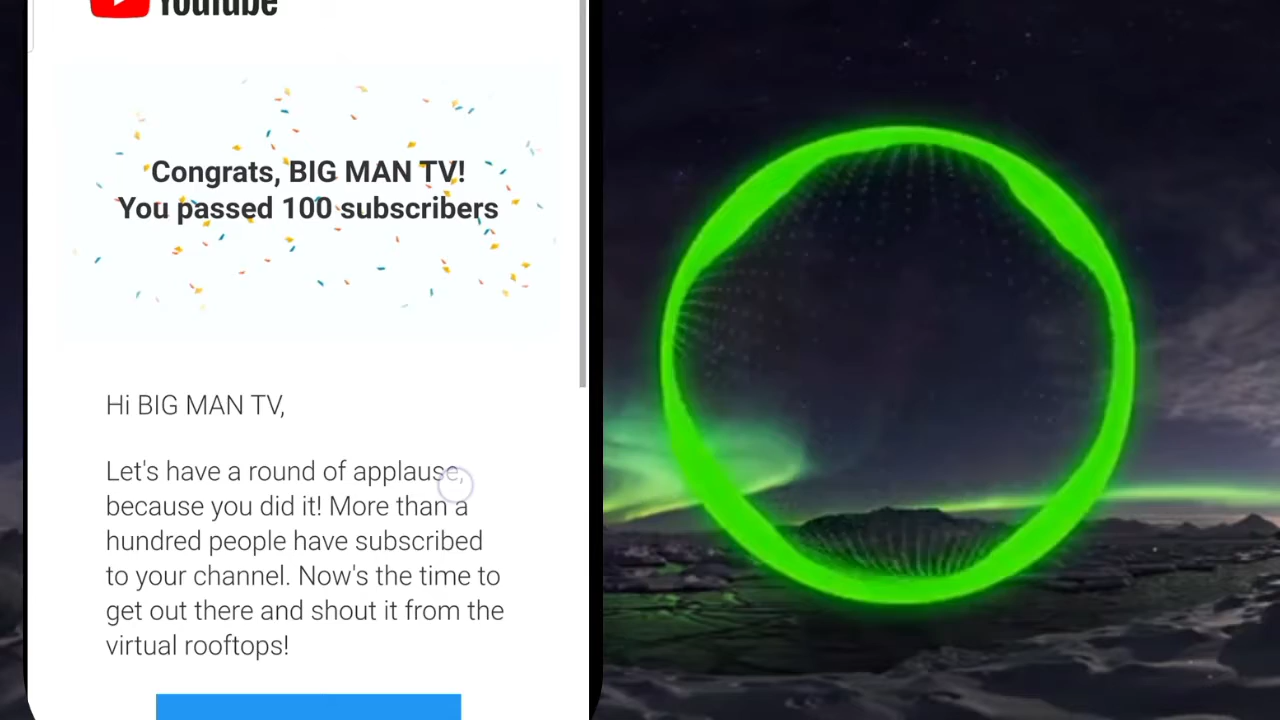 YouTube
Congrats, BIG MAN TV!
You passed 100 subscribers
Hi BIG MAN TV,
Let's have a round of applause,
because you did it! More than a
hundred people have subscribed
to your channel. Now's the time to
get out there and shout it from the
virtual rooftops!